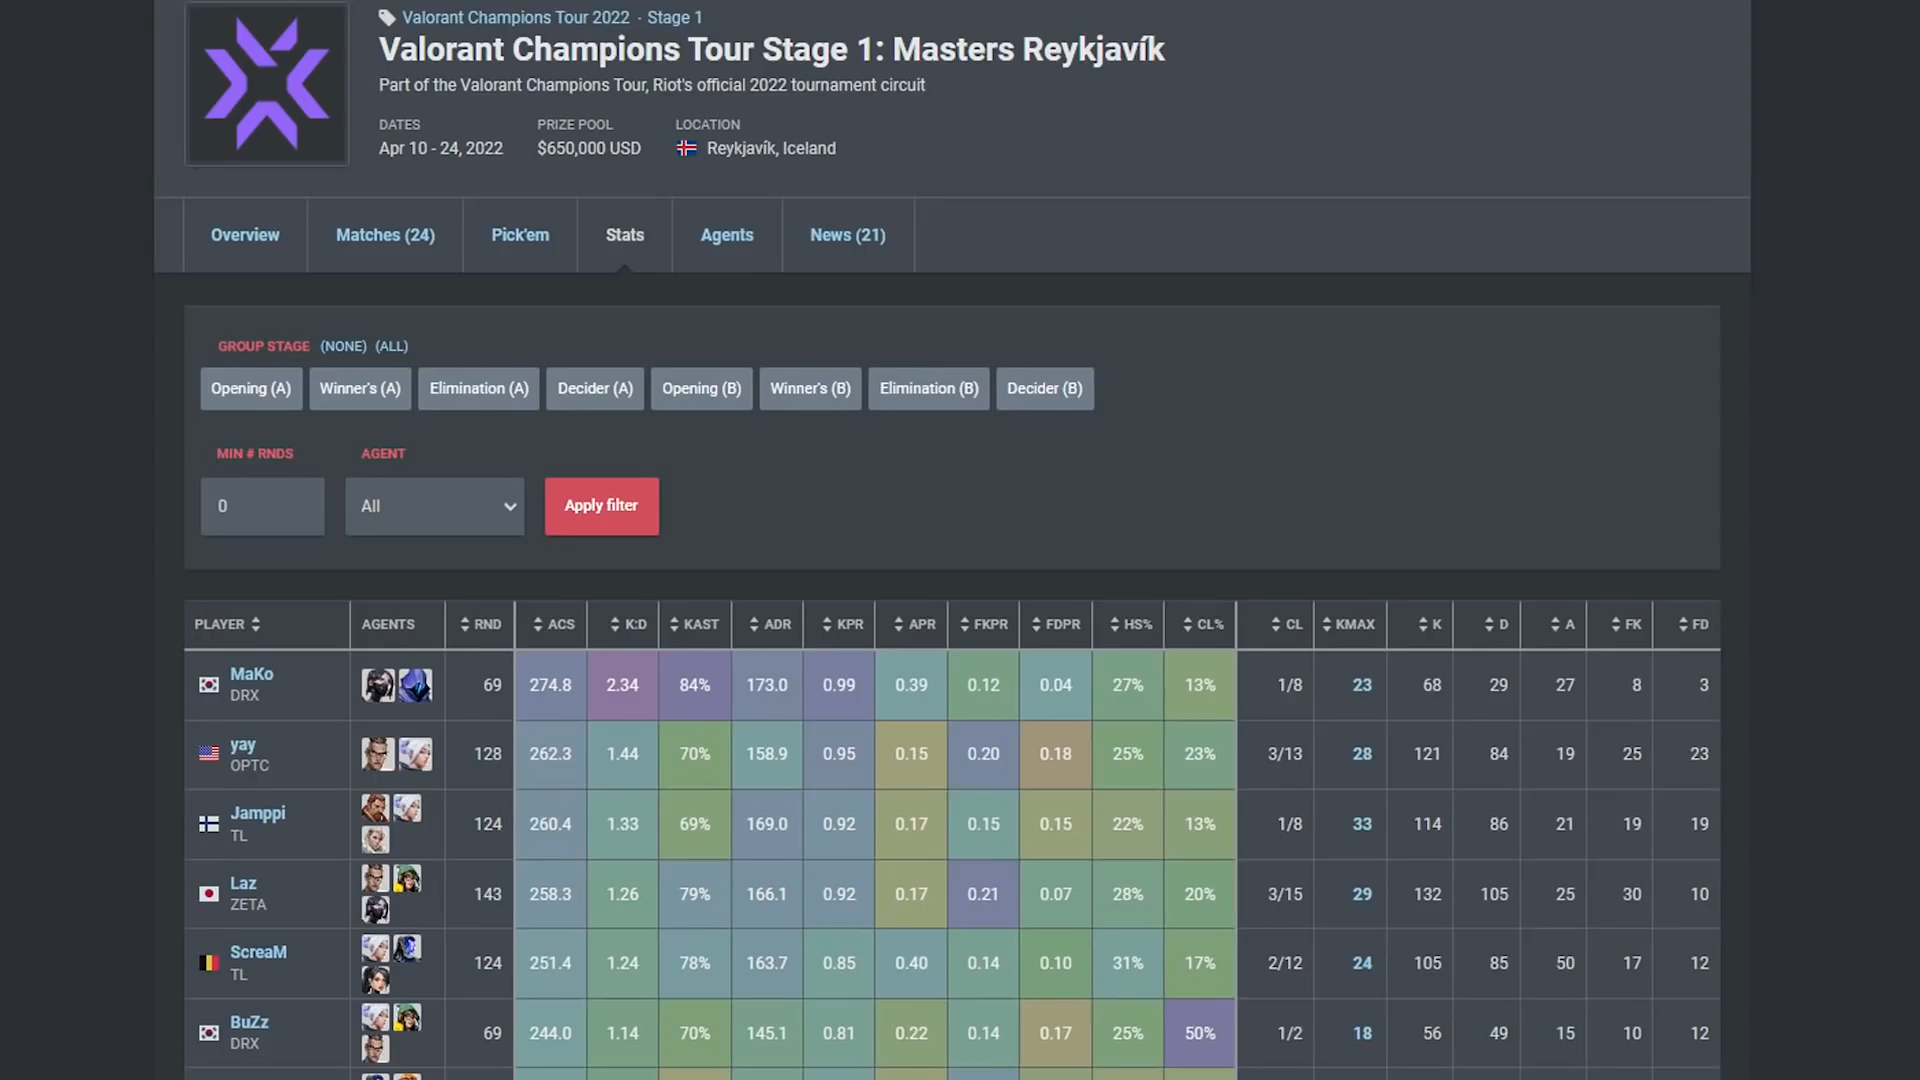 Valorant Champions Tour 2022 · Stage 1
Valorant Champions Tour Stage 1: Masters Reykjavík
Part of the Valorant Champions Tour, Riot's official 2022 tournament circuit
DATES PRIZE POOL LOCATION
Apr 10 - 24, 2022 $650,000 USD Reykjavík, Iceland
Overview Matches (24) Pick'em Stats Agents News (21)
GROUP STAGE (NONE) (ALL)
Opening (A) Winner's (A) Elimination (A) Decider (A) Opening (B) Winner's (B) Elimination (B) Decider (B)
MIN # RNDS AGENT
0 All Apply filter
PLAYER AGENTS RND ACS K:D KAST ADR KPR APR FKPR FDPR HS% CL% CL KMAX K D A FK FD
MaKo DRX 69 274.8 2.34 84% 173.0 0.99 0.39 0.12 0.04 27% 13% 1/8 23 68 29 27 8 3
yay OPTC 128 262.3 1.44 70% 158.9 0.95 0.15 0.20 0.18 25% 23% 3/13 28 121 84 19 25 23
Jamppi TL 124 260.4 1.33 69% 169.0 0.92 0.17 0.15 0.15 22% 13% 1/8 33 114 86 21 19 19
Laz ZETA 143 258.3 1.26 79% 166.1 0.92 0.17 0.21 0.07 28% 20% 3/15 29 132 105 25 30 10
ScreaM TL 124 251.4 1.24 78% 163.7 0.85 0.40 0.14 0.10 31% 17% 2/12 24 105 85 50 17 12
BuZz DRX 69 244.0 1.14 70% 145.1 0.81 0.22 0.14 0.17 25% 50% 1/2 18 56 49 15 10 12